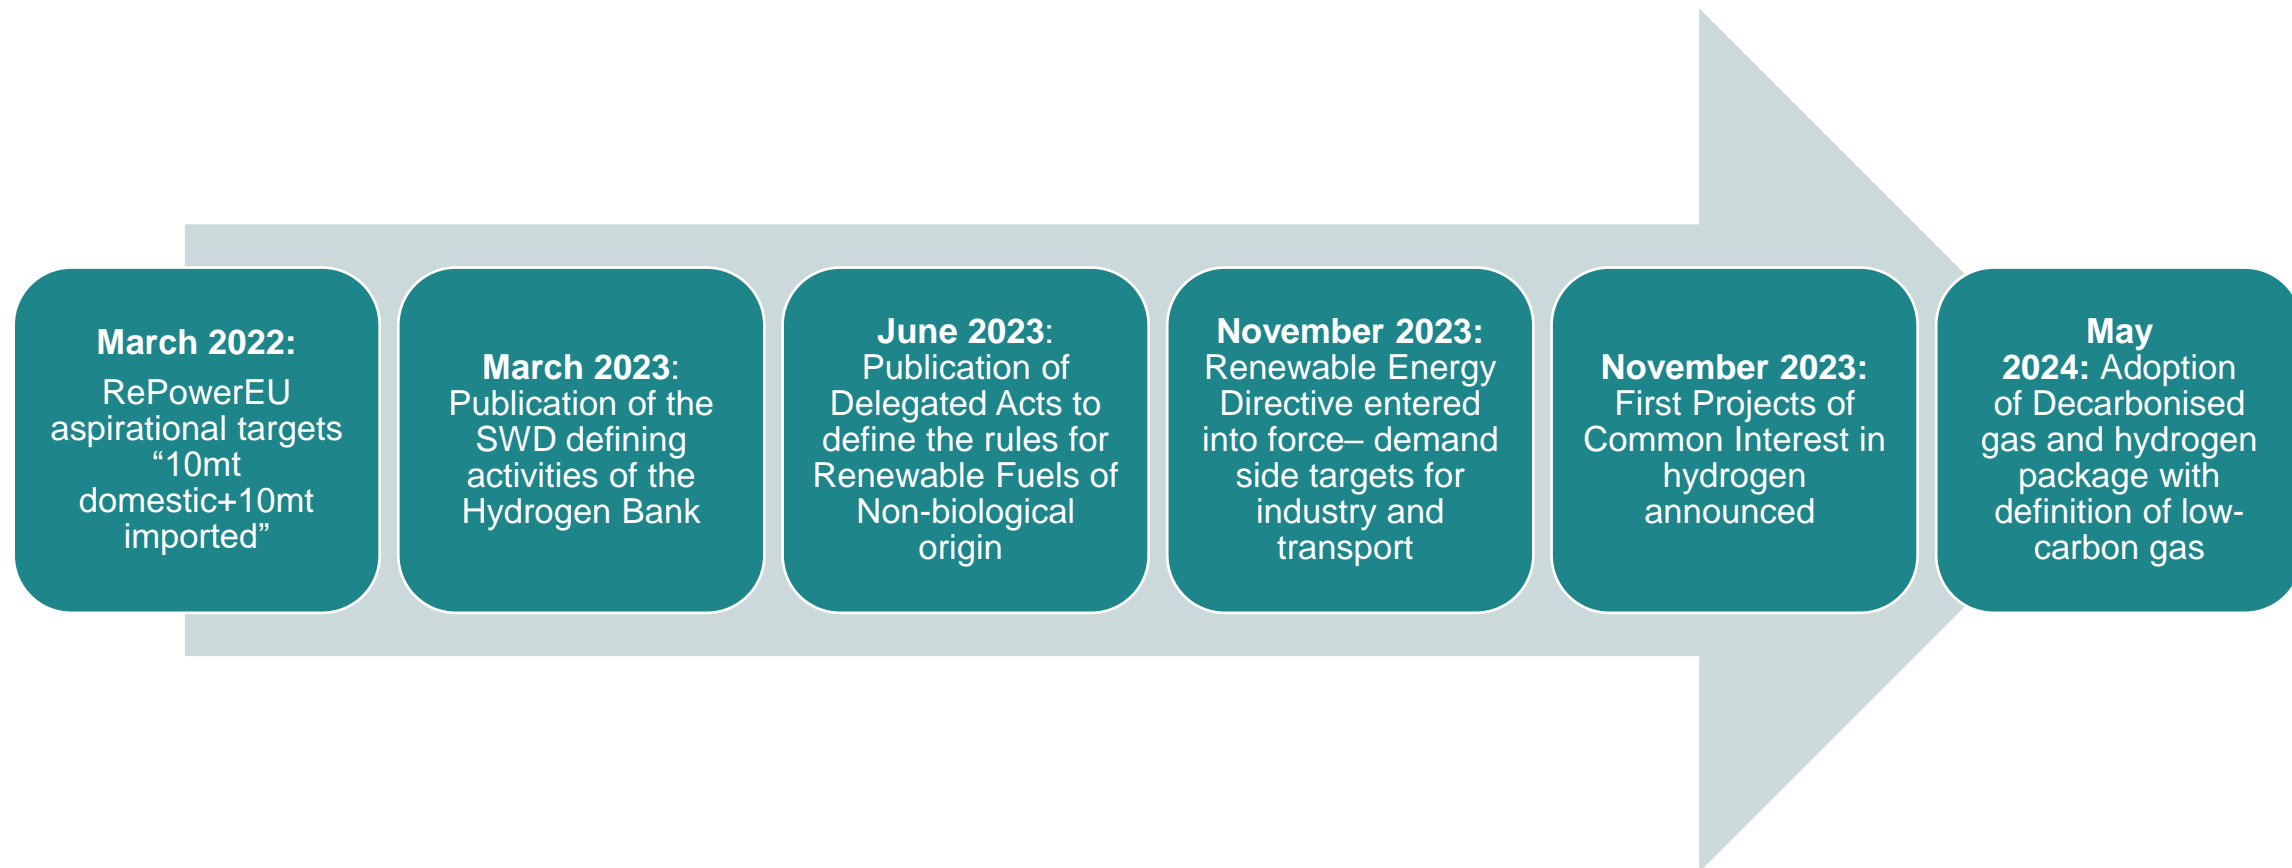 March 2022:
RePowerEU
aspirational targets
“10mt
domestic+10mt
imported”
March 2023:
Publication of the
SWD defining
activities of the
Hydrogen Bank
June 2023:
Publication of
Delegated Acts to
define the rules for
Renewable Fuels of
Non-biological
origin
November 2023:
Renewable Energy
Directive entered
into force– demand
side targets for
industry and
transport
November 2023:
First Projects of
Common Interest in
hydrogen
announced
May
2024: Adoption
of Decarbonised
gas and hydrogen
package with
definition of low-
carbon gas